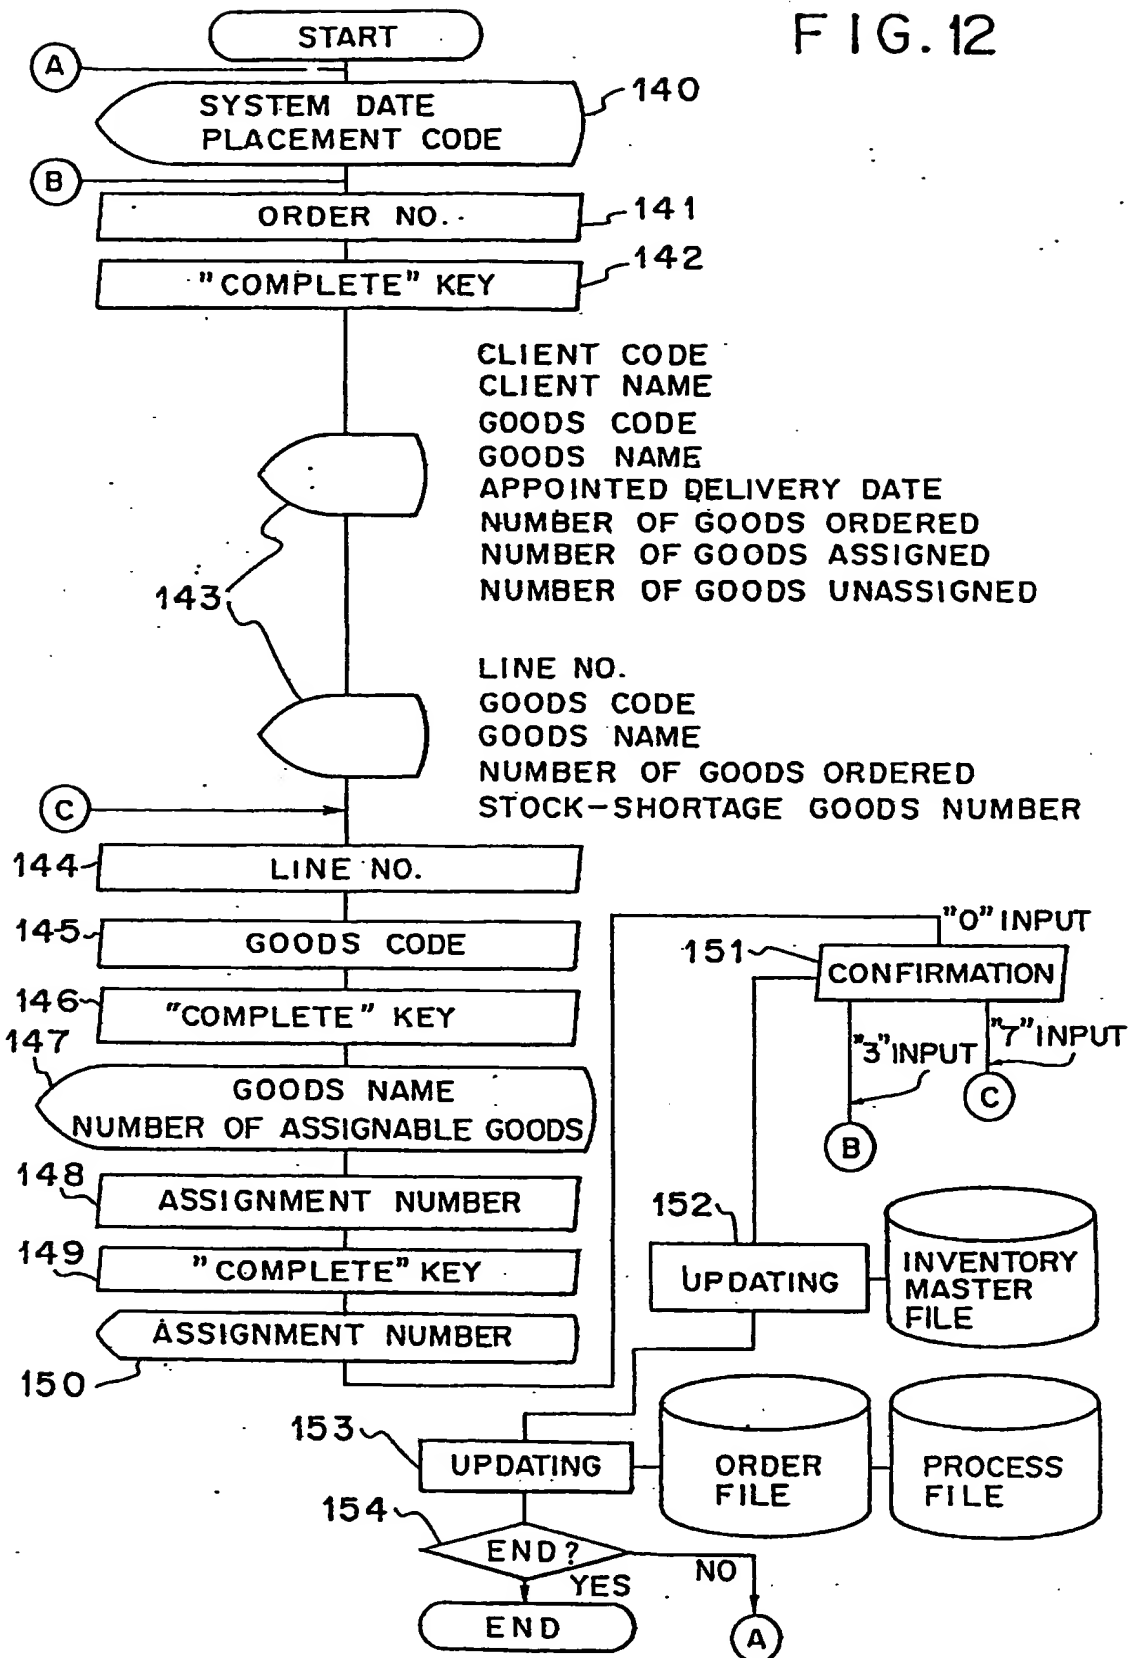 FIG. 12
START
A
SYSTEM DATE
PLACEMENT CODE
140
B
ORDER NO.
141
"COMPLETE" KEY
142
CLIENT CODE
CLIENT NAME
GOODS CODE
GOODS NAME
APPOINTED DELIVERY DATE
NUMBER OF GOODS ORDERED
NUMBER OF GOODS ASSIGNED
NUMBER OF GOODS UNASSIGNED
143
LINE NO.
GOODS CODE
GOODS NAME
NUMBER OF GOODS ORDERED
STOCK-SHORTAGE GOODS NUMBER
C
144
LINE NO.
145
GOODS CODE
146
"COMPLETE" KEY
147
GOODS NAME
NUMBER OF ASSIGNABLE GOODS
148
ASSIGNMENT NUMBER
149
"COMPLETE" KEY
ASSIGNMENT NUMBER
150
"0" INPUT
151
CONFIRMATION
"3" INPUT
"7" INPUT
C
B
152
UPDATING
INVENTORY
MASTER
FILE
153
UPDATING
ORDER
FILE
PROCESS
FILE
154
END?
YES
NO
END
A